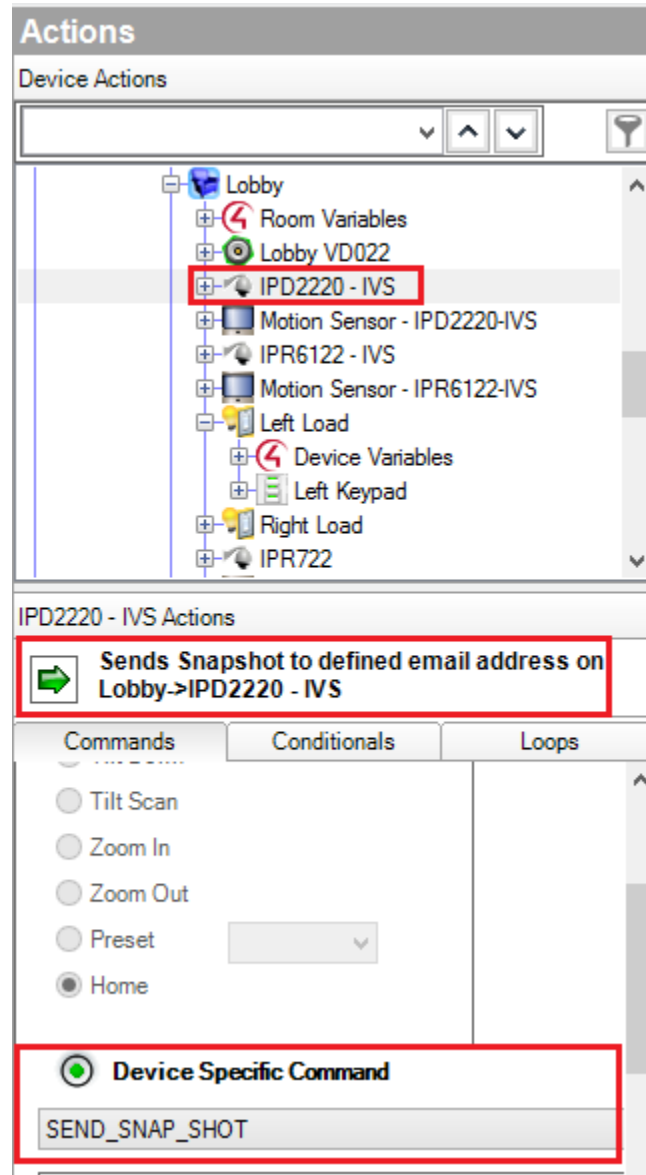 Actions
Device Actions
Lobby
Room Variables
Lobby VD022
IPD2220 - IVS
Motion Sensor - IPD2220-IVS
IPR6122 - IVS
Motion Sensor - IPR6122-IVS
Left Load
Device Variables
Left Keypad
Right Load
IPR722
IPD2220 - IVS Actions
Sends Snapshot to defined email address on
Lobby->IPD2220 - IVS
Commands Conditionals Loops
Tilt Scan
Zoom In
Zoom Out
Preset
Home
Device Specific Command
SEND_SNAP_SHOT